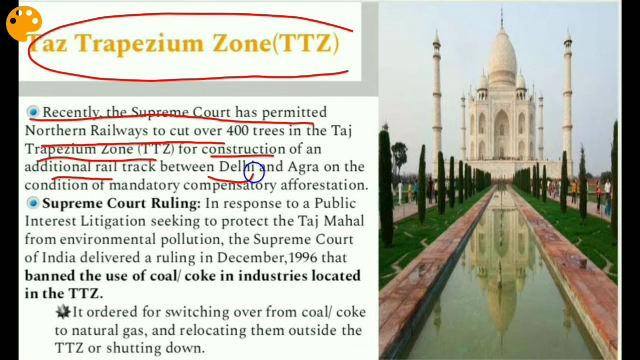 Taz Trapezium Zone(TTZ)
Recently, the Supreme Court has permitted
Northern Railways to cut over 400 trees in the Taj
Trapezium Zone (TTZ) for construction of an
additional rail track between Delhi and Agra on the
condition of mandatory compensatory afforestation.
Supreme Court Ruling: In response to a Public
Interest Litigation seeking to protect the Taj Mahal
from environmental pollution, the Supreme Court
of India delivered a ruling in December,1996 that
banned the use of coal/ coke in industries located
in the TTZ.
It ordered for switching over from coal/ coke
to natural gas, and relocating them outside the
TTZ or shutting down.